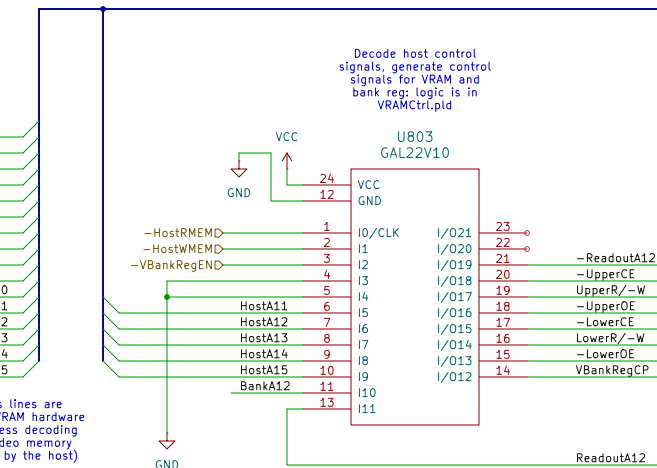 Decode host control
signals, generate control
signals for VRAM and
bank reg: logic is in
VRAMCtrl.pld
VCC
U803
GAL22V10
GND
24 VCC
12 GND
-HostRMEM 1 I0/CLK I/O21 23
-HostWMEM 2 I1 I/O20 22
-VBankRegEN 3 I2 I/O19 21 -ReadoutA12
4 I3 I/O18 20 -UpperCE
0 5 I4 I/O17 19 UpperR/-W
1 HostA11 6 I5 I/O16 18 -UpperOE
2 HostA12 7 I6 I/O15 17 -LowerCE
3 HostA13 8 I7 I/O14 16 LowerR/-W
4 HostA14 9 I8 I/O13 15 -LowerOE
5 HostA15 10 I9 I/O12 14 VBankRegCP
BankA12 11 I10
13 I11
s lines are
VRAM hardware
ess decoding
deo memory
by the host)
GND
ReadoutA12